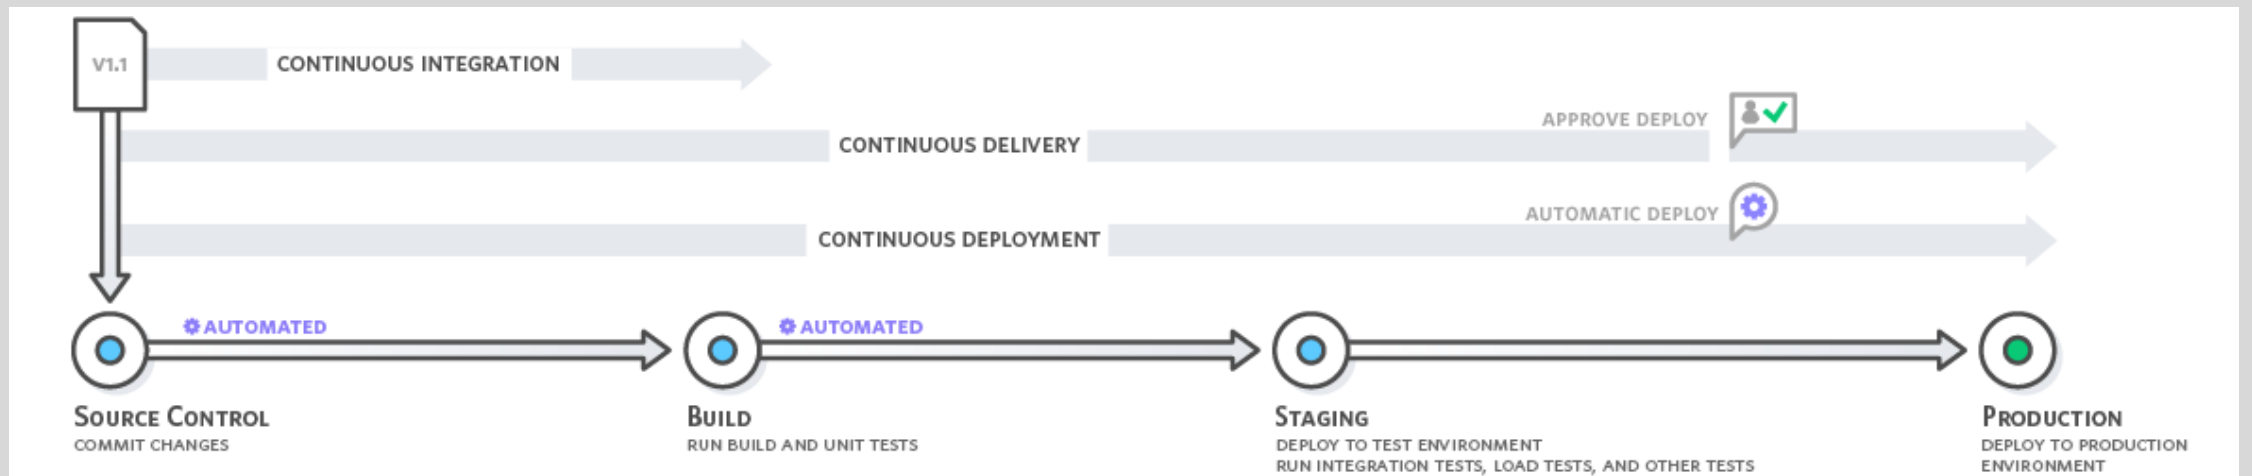 V1.1
CONTINUOUS INTEGRATION
APPROVE DEPLOY
CONTINUOUS DELIVERY
AUTOMATIC DEPLOY
CONTINUOUS DEPLOYMENT
AUTOMATED
AUTOMATED
SOURCE CONTROL
COMMIT CHANGES
BUILD
RUN BUILD AND UNIT TESTS
STAGING
DEPLOY TO TEST ENVIRONMENT
RUN INTEGRATION TESTS, LOAD TESTS, AND OTHER TESTS
PRODUCTION
DEPLOY TO PRODUCTION
ENVIRONMENT